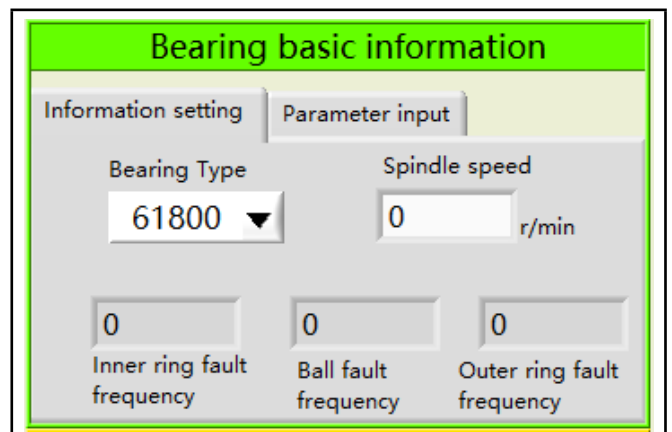 Bearing basic information
Information setting
Parameter input
Bearing Type
Spindle speed
61800
0
r/min
0
0
0
Inner ring fault
frequency
Ball fault
frequency
Outer ring fault
frequency